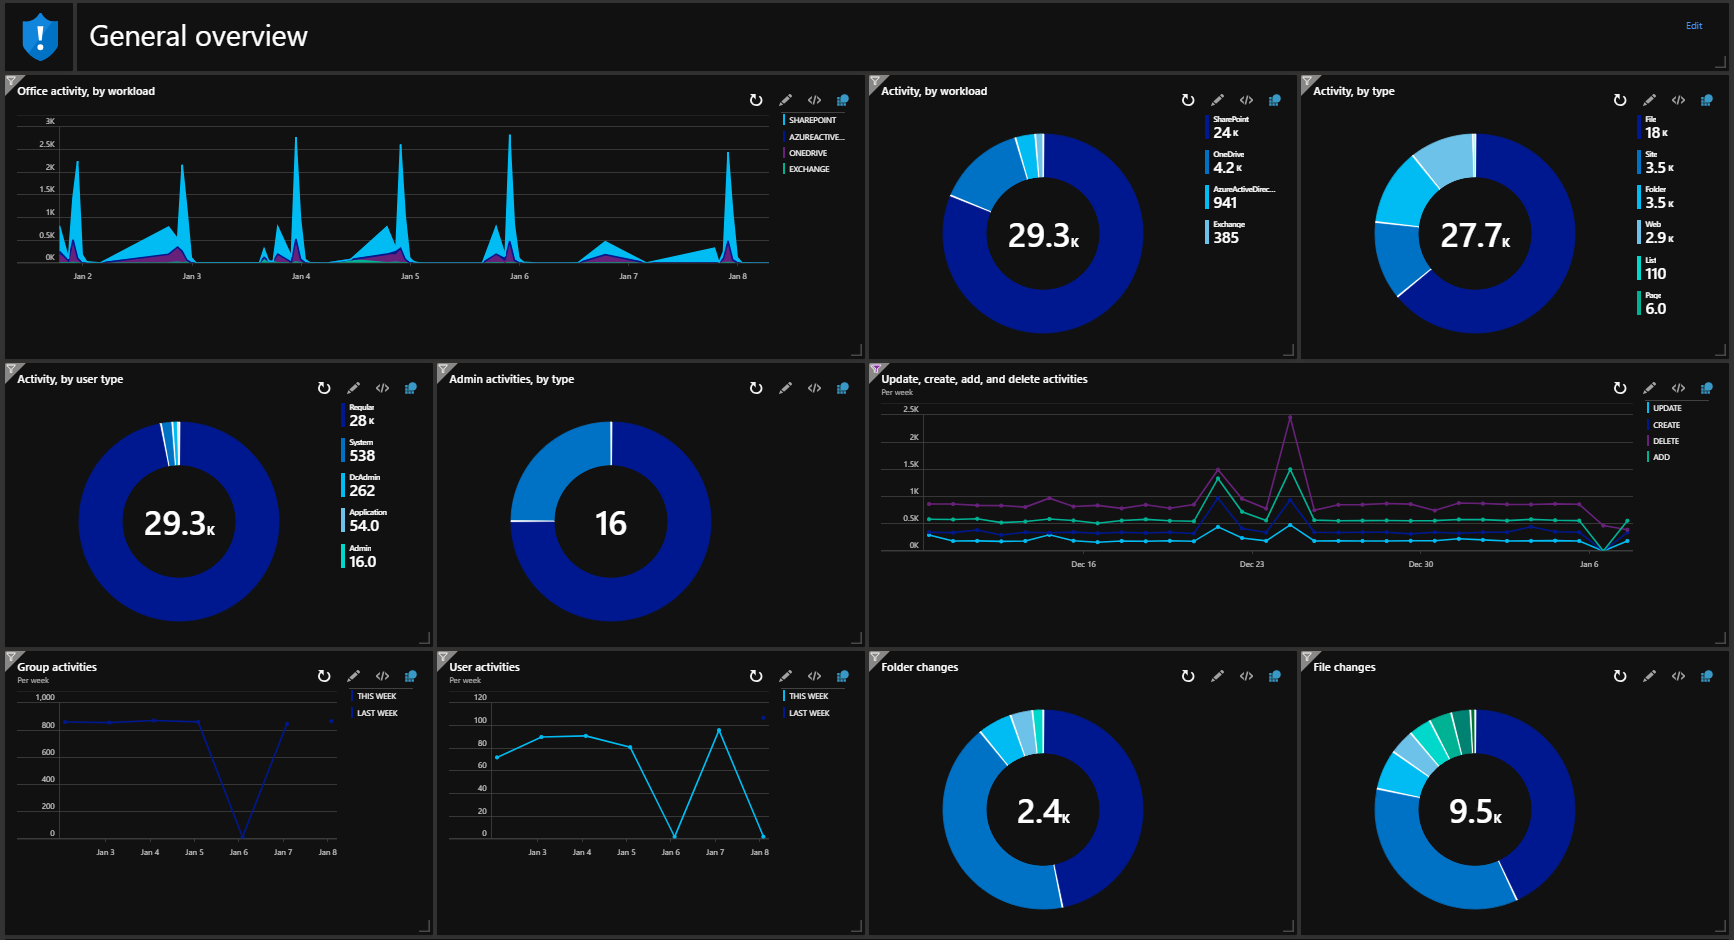 General overview
Edit
Office activity, by workload
3K
2.5K
2K
1.5K
1K
0.5K
0K
Jan 2
Jan 3
Jan 4
Jan 5
Jan 6
Jan 7
Jan 8
SHAREPOINT
AZUREACTIVE...
ONEDRIVE
EXCHANGE
Activity, by workload
29.3K
SharePoint
24 K
OneDrive
4.2 K
AzureActiveDirec...
941
Exchange
385
Activity, by type
27.7K
File
18 K
Site
3.5 K
Folder
3.5 K
Web
2.9 K
List
110
Page
6.0
Activity, by user type
29.3K
Regular
28 K
System
538
DcAdmin
262
Application
54.0
Admin
16.0
Admin activities, by type
16
Update, create, add, and delete activities
Per week
2.5K
2K
1.5K
1K
0.5K
0K
Dec 16
Dec 23
Dec 30
Jan 6
UPDATE
CREATE
DELETE
ADD
Group activities
Per week
1,000
800
600
400
200
0
Jan 3
Jan 4
Jan 5
Jan 6
Jan 7
Jan 8
THIS WEEK
LAST WEEK
User activities
Per week
120
100
80
60
40
20
0
Jan 3
Jan 4
Jan 5
Jan 6
Jan 7
Jan 8
THIS WEEK
LAST WEEK
Folder changes
2.4K
File changes
9.5K